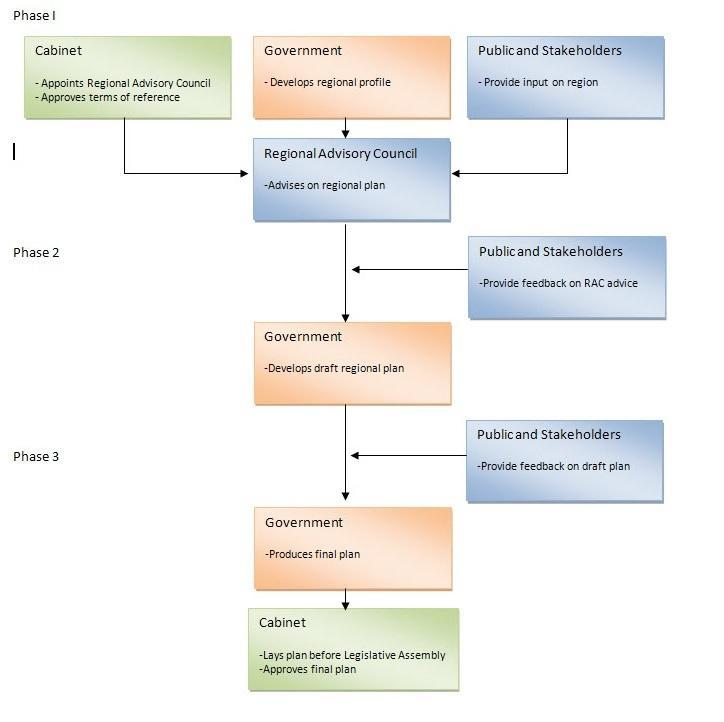 Phase I
Cabinet
- Appoints Regional Advisory Council
- Approves terms of reference
Government
- Develops regional profile
Public and Stakeholders
- Provide input on region
Regional Advisory Council
-Advises on regional plan
Phase 2
Public and Stakeholders
-Provide feedback on RAC advice
Government
-Develops draft regional plan
Phase 3
Public and Stakeholders
-Provide feedback on draft plan
Government
-Produces final plan
Cabinet
-Lays plan before Legislative Assembly
-Approves final plan